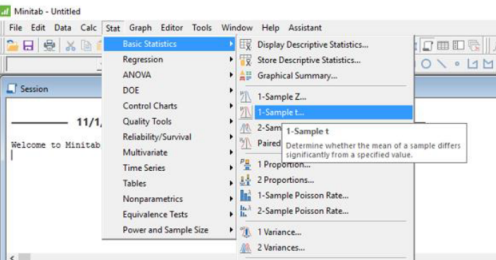 Minitab - Untitled
File Edit Data Calc Stat Graph Editor Tools Window Help Assistant
Basic Statistics
Regression
ANOVA
DOE
Control Charts
Quality Tools
Reliability/Survival
Multivariate
Time Series
Tables
Nonparametrics
Equivalence Tests
Power and Sample Size
Display Descriptive Statistics...
Store Descriptive Statistics...
Graphical Summary...
1-Sample Z...
1-Sample t...
2-Sam
Paired
1 Proportion...
2 Proportions...
1-Sample Poisson Rate...
2-Sample Poisson Rate...
1 Variance...
2 Variances...
1-Sample t
Determine whether the mean of a sample differs
significantly from a specified value.
Session
11/1/
Welcome to Minitab